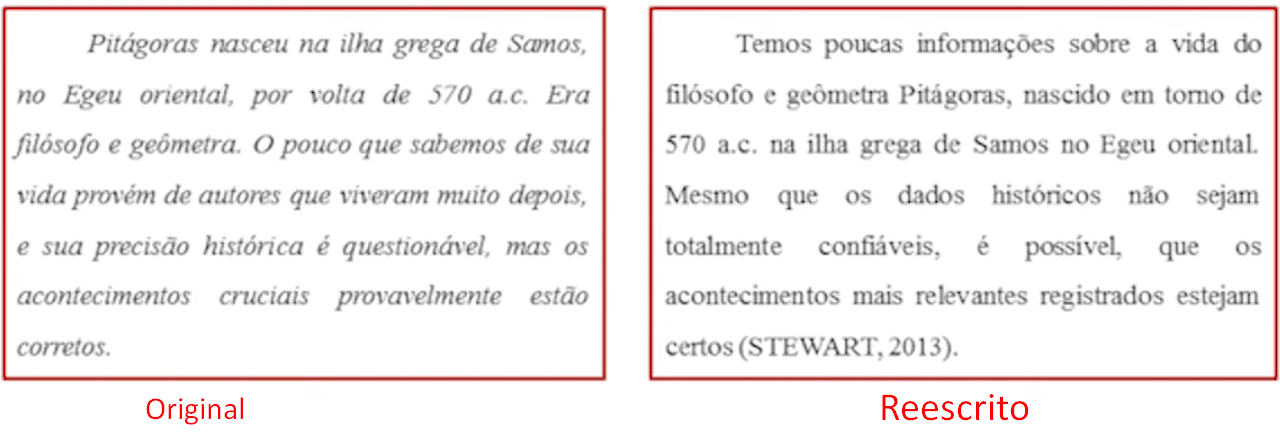 Pitágoras nasceu na ilha grega de Samos,
no Egeu oriental, por volta de 570 a.c. Era
filósofo e geômetra. O pouco que sabemos de sua
vida provém de autores que viveram muito depois,
e sua precisão histórica é questionável, mas os
acontecimentos cruciais provavelmente estão
corretos.
Original
Temos poucas informações sobre a vida do
filósofo e geômetra Pitágoras, nascido em torno de
570 a.c. na ilha grega de Samos no Egeu oriental.
Mesmo que os dados históricos não sejam
totalmente confiáveis, é possível, que os
acontecimentos mais relevantes registrados estejam
certos (STEWART, 2013).
Reescrito